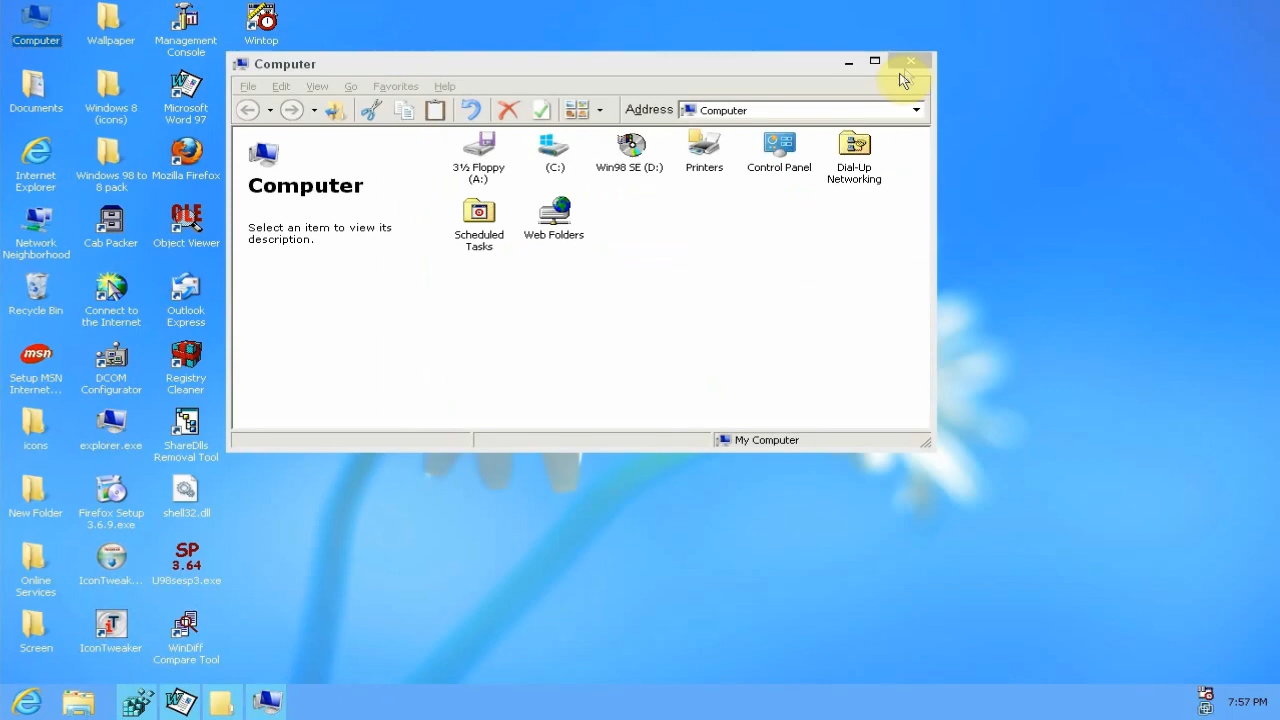 Computer
Wallpaper
Management
Console
Wintop
Documents
Windows 8
(icons)
Microsoft
Word 97
Internet
Explorer
Windows 98 to
8 pack
Mozilla Firefox
Network
Neighborhood
Cab Packer
OLE
Object Viewer
Recycle Bin
Connect to
the Internet
Outlook
Express
msn
Setup MSN
Internet...
DCOM
Configurator
Registry
Cleaner
icons
explorer.exe
ShareDlls
Removal Tool
New Folder
Firefox Setup
3.6.9.exe
shell32.dll
Online
Services
IconTweak...
SP
3.64
U98sesp3.exe
Screen
IconTweaker
WinDiff
Compare Tool
Computer
File Edit View Go Favorites Help
Address Computer
Computer
Select an item to view its
description.
3½ Floppy
(A:)
(C:)
Win98 SE (D:)
Printers
Control Panel
Dial-Up
Networking
Scheduled
Tasks
Web Folders
My Computer
7:57 PM